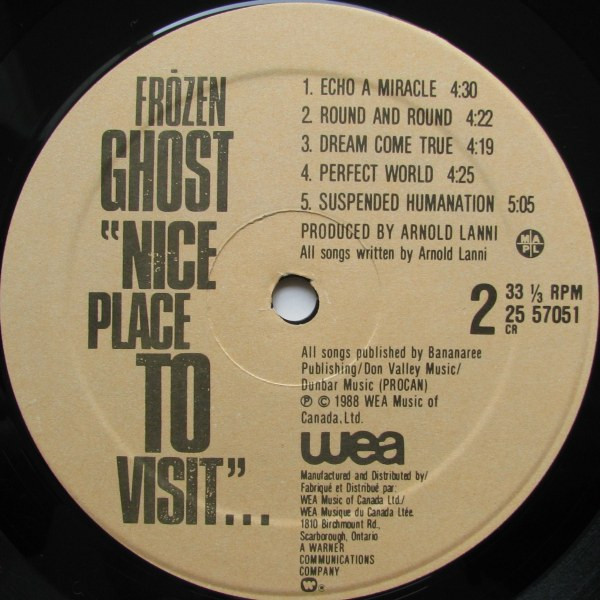 FRÖZEN
GHOST
"NICE
PLACE
TO
VISIT"...
1. ECHO A MIRACLE 4:30
2. ROUND AND ROUND 4:22
3. DREAM COME TRUE 4:19
4. PERFECT WORLD 4:25
5. SUSPENDED HUMANATION 5:05
PRODUCED BY ARNOLD LANNI
All songs written by Arnold Lanni
MAPL
2
33 ⅓ RPM
25 57051
CR
All songs published by Bananaree
Publishing/Don Valley Music/
Dunbar Music (PROCAN)
℗ © 1988 WEA Music of
Canada, Ltd.
wea
Manufactured and Distributed by/
Fabriqué et Distribué par:
WEA Music of Canada Ltd./
WEA Musique du Canada Ltée.
1810 Birchmount Rd.,
Scarborough, Ontario
A WARNER
COMMUNICATIONS
COMPANY